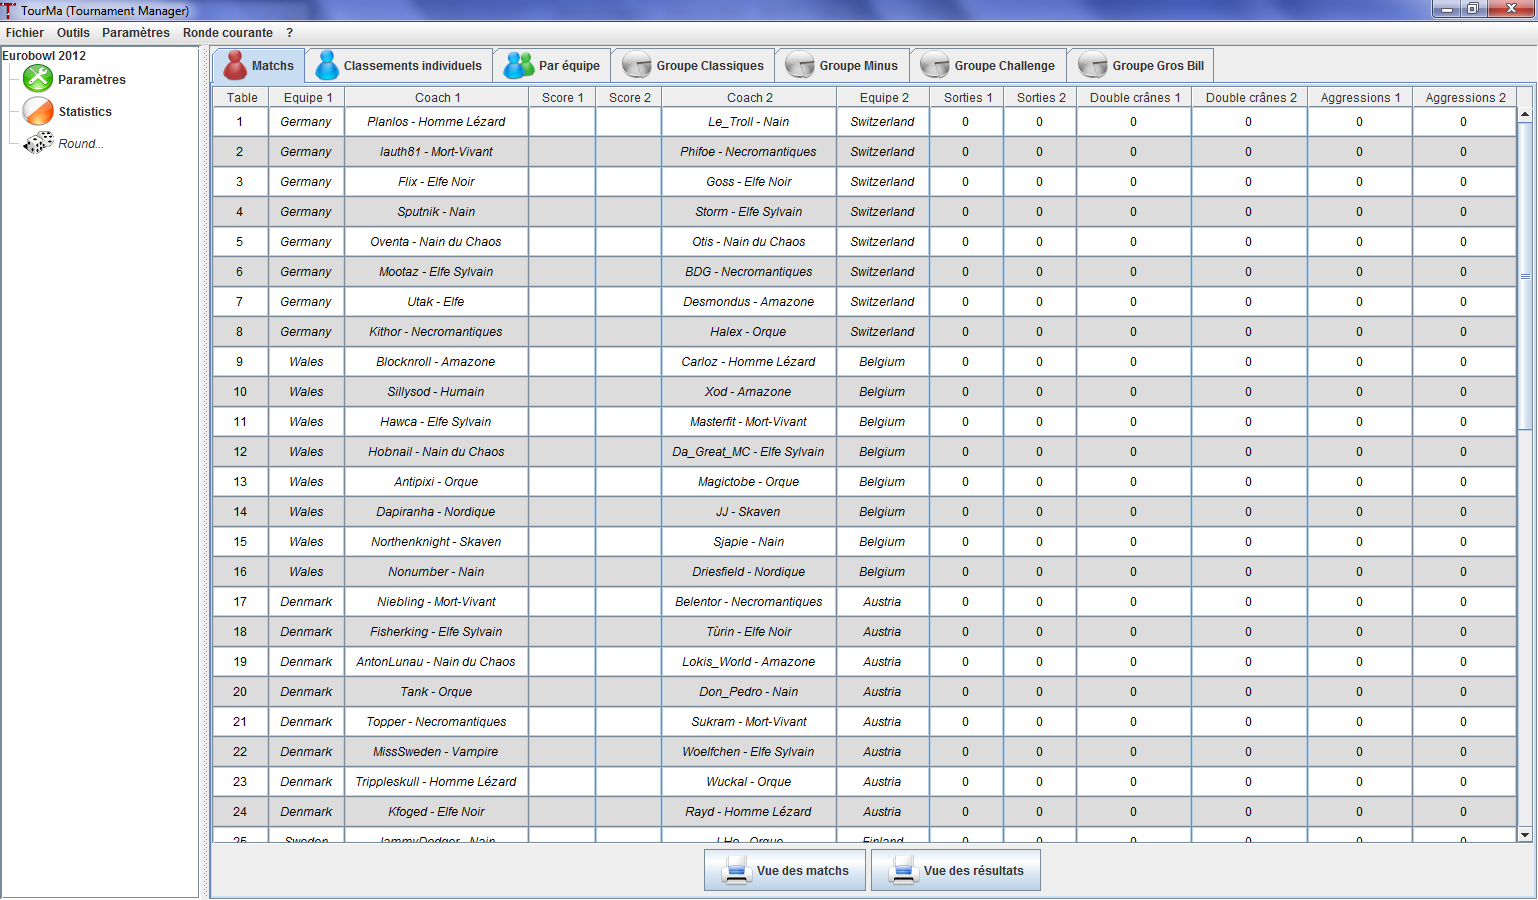 TourMa (Tournament Manager)
Fichier Outils Paramètres Ronde courante ?
Eurobowl 2012
Paramètres
Statistics
Round...
Matchs Classements individuels Par équipe Groupe Classiques Groupe Minus Groupe Challenge Groupe Gros Bill
Table Equipe 1 Coach 1 Score 1 Score 2 Coach 2 Equipe 2 Sorties 1 Sorties 2 Double crânes 1 Double crânes 2 Aggressions 1 Aggressions 2
1 Germany Planlos - Homme Lézard Le_Troll - Nain Switzerland 0 0 0 0 0 0
2 Germany lauth81 - Mort-Vivant Phifoe - Necromantiques Switzerland 0 0 0 0 0 0
3 Germany Flix - Elfe Noir Goss - Elfe Noir Switzerland 0 0 0 0 0 0
4 Germany Sputnik - Nain Storm - Elfe Sylvain Switzerland 0 0 0 0 0 0
5 Germany Oventa - Nain du Chaos Otis - Nain du Chaos Switzerland 0 0 0 0 0 0
6 Germany Mootaz - Elfe Sylvain BDG - Necromantiques Switzerland 0 0 0 0 0 0
7 Germany Utak - Elfe Desmondus - Amazone Switzerland 0 0 0 0 0 0
8 Germany Kithor - Necromantiques Halex - Orque Switzerland 0 0 0 0 0 0
9 Wales Blocknroll - Amazone Carloz - Homme Lézard Belgium 0 0 0 0 0 0
10 Wales Sillysod - Humain Xod - Amazone Belgium 0 0 0 0 0 0
11 Wales Hawca - Elfe Sylvain Masterfit - Mort-Vivant Belgium 0 0 0 0 0 0
12 Wales Hobnail - Nain du Chaos Da_Great_MC - Elfe Sylvain Belgium 0 0 0 0 0 0
13 Wales Antipixi - Orque Magictobe - Orque Belgium 0 0 0 0 0 0
14 Wales Dapiranha - Nordique JJ - Skaven Belgium 0 0 0 0 0 0
15 Wales Northenknight - Skaven Sjapie - Nain Belgium 0 0 0 0 0 0
16 Wales Nonumber - Nain Driesfield - Nordique Belgium 0 0 0 0 0 0
17 Denmark Niebling - Mort-Vivant Belentor - Necromantiques Austria 0 0 0 0 0 0
18 Denmark Fisherking - Elfe Sylvain Tùrin - Elfe Noir Austria 0 0 0 0 0 0
19 Denmark AntonLunau - Nain du Chaos Lokis_World - Amazone Austria 0 0 0 0 0 0
20 Denmark Tank - Orque Don_Pedro - Nain Austria 0 0 0 0 0 0
21 Denmark Topper - Necromantiques Sukram - Mort-Vivant Austria 0 0 0 0 0 0
22 Denmark MissSweden - Vampire Woelfchen - Elfe Sylvain Austria 0 0 0 0 0 0
23 Denmark Trippleskull - Homme Lézard Wuckal - Orque Austria 0 0 0 0 0 0
24 Denmark Kfoged - Elfe Noir Rayd - Homme Lézard Austria 0 0 0 0 0 0
25 Sweden JammyDodger - Nain Orque Finland 0 0 0 0 0 0
Vue des matchs Vue des résultats